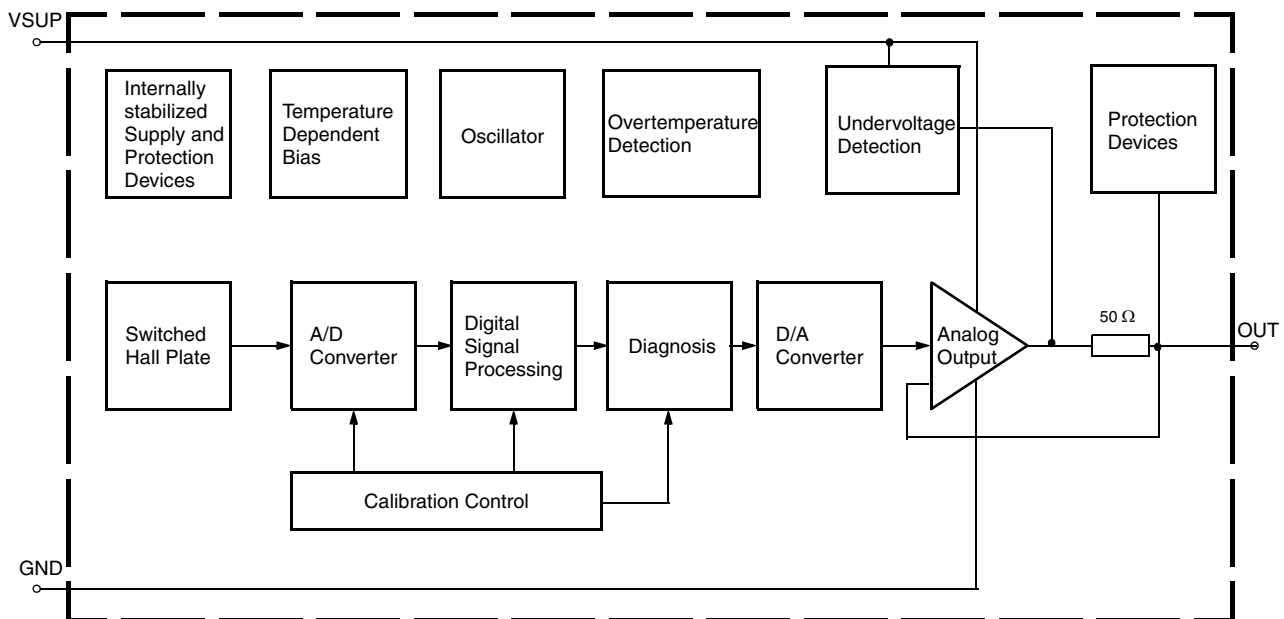 VSUP
Internally
stabilized
Supply and
Protection
Devices
Temperature
Dependent
Bias
Oscillator
Overtemperature
Detection
Undervoltage
Detection
Protection
Devices
Switched
Hall Plate
A/D
Converter
Digital
Signal
Processing
Diagnosis
D/A
Converter
Analog
Output
50 Ω
OUT
Calibration Control
GND